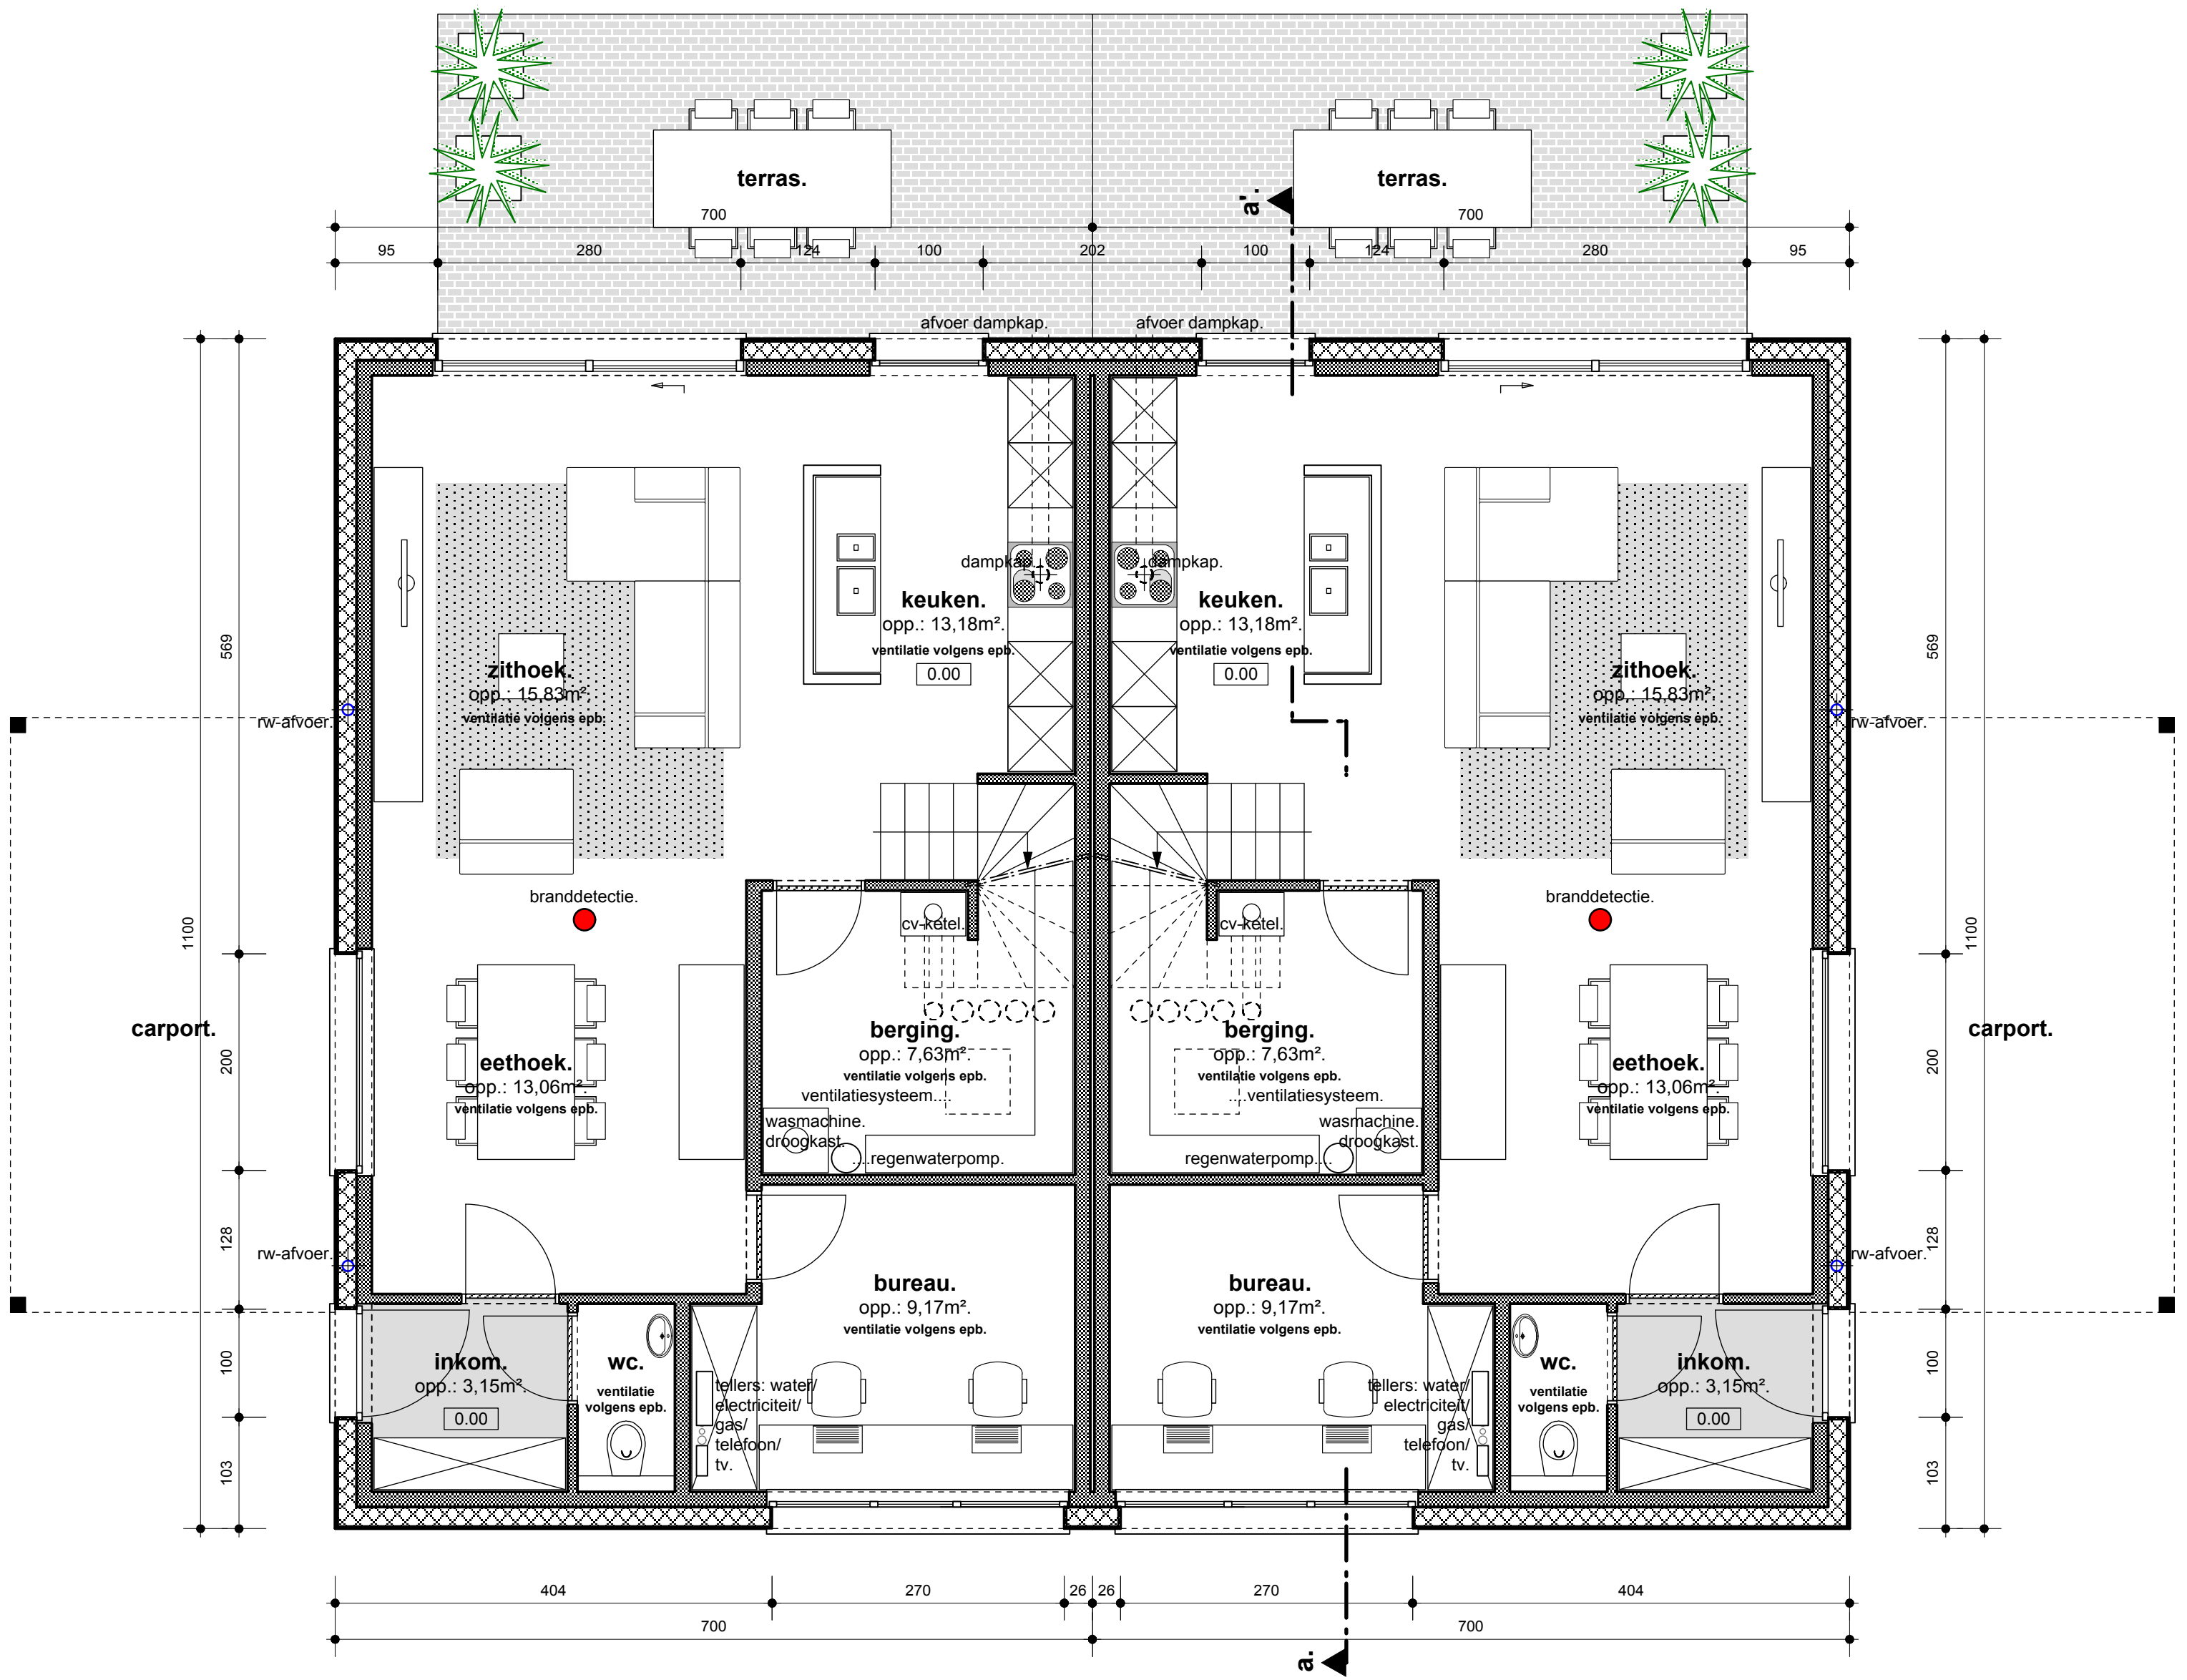 terras.
terras.
a'.
700
700
95
280
124
100
202
100
124
280
95
afvoer dampkap.
afvoer dampkap.
dampkap.
dampkap.
keuken.
opp.: 13,18m².
ventilatie volgens epb.
0.00
keuken.
opp.: 13,18m².
ventilatie volgens epb.
0.00
zithoek.
opp.: 15,83m².
ventilatie volgens epb.
zithoek.
opp.: 15,83m².
ventilatie volgens epb.
569
569
rw-afvoer.
rw-afvoer.
1100
1100
branddetectie.
branddetectie.
cv-ketel.
cv-ketel.
carport.
carport.
200
200
eethoek.
opp.: 13,06m².
ventilatie volgens epb.
berging.
opp.: 7,63m².
ventilatie volgens epb.
ventilatiesysteem....
wasmachine.
droogkast.
....regenwaterpomp.
berging.
opp.: 7,63m².
ventilatie volgens epb.
....ventilatiesysteem.
wasmachine.
droogkast.
regenwaterpomp....
eethoek.
opp.: 13,06m².
ventilatie volgens epb.
128
128
rw-afvoer.
rw-afvoer.
bureau.
opp.: 9,17m².
ventilatie volgens epb.
bureau.
opp.: 9,17m².
ventilatie volgens epb.
100
100
inkom.
opp.: 3,15m².
0.00
wc.
ventilatie
volgens epb.
tellers: water/
electriciteit/
gas/
telefoon/
tv.
tellers: water/
electriciteit/
gas/
telefoon/
tv.
wc.
ventilatie
volgens epb.
inkom.
opp.: 3,15m².
0.00
103
103
404
270
26
26
270
404
700
700
a.